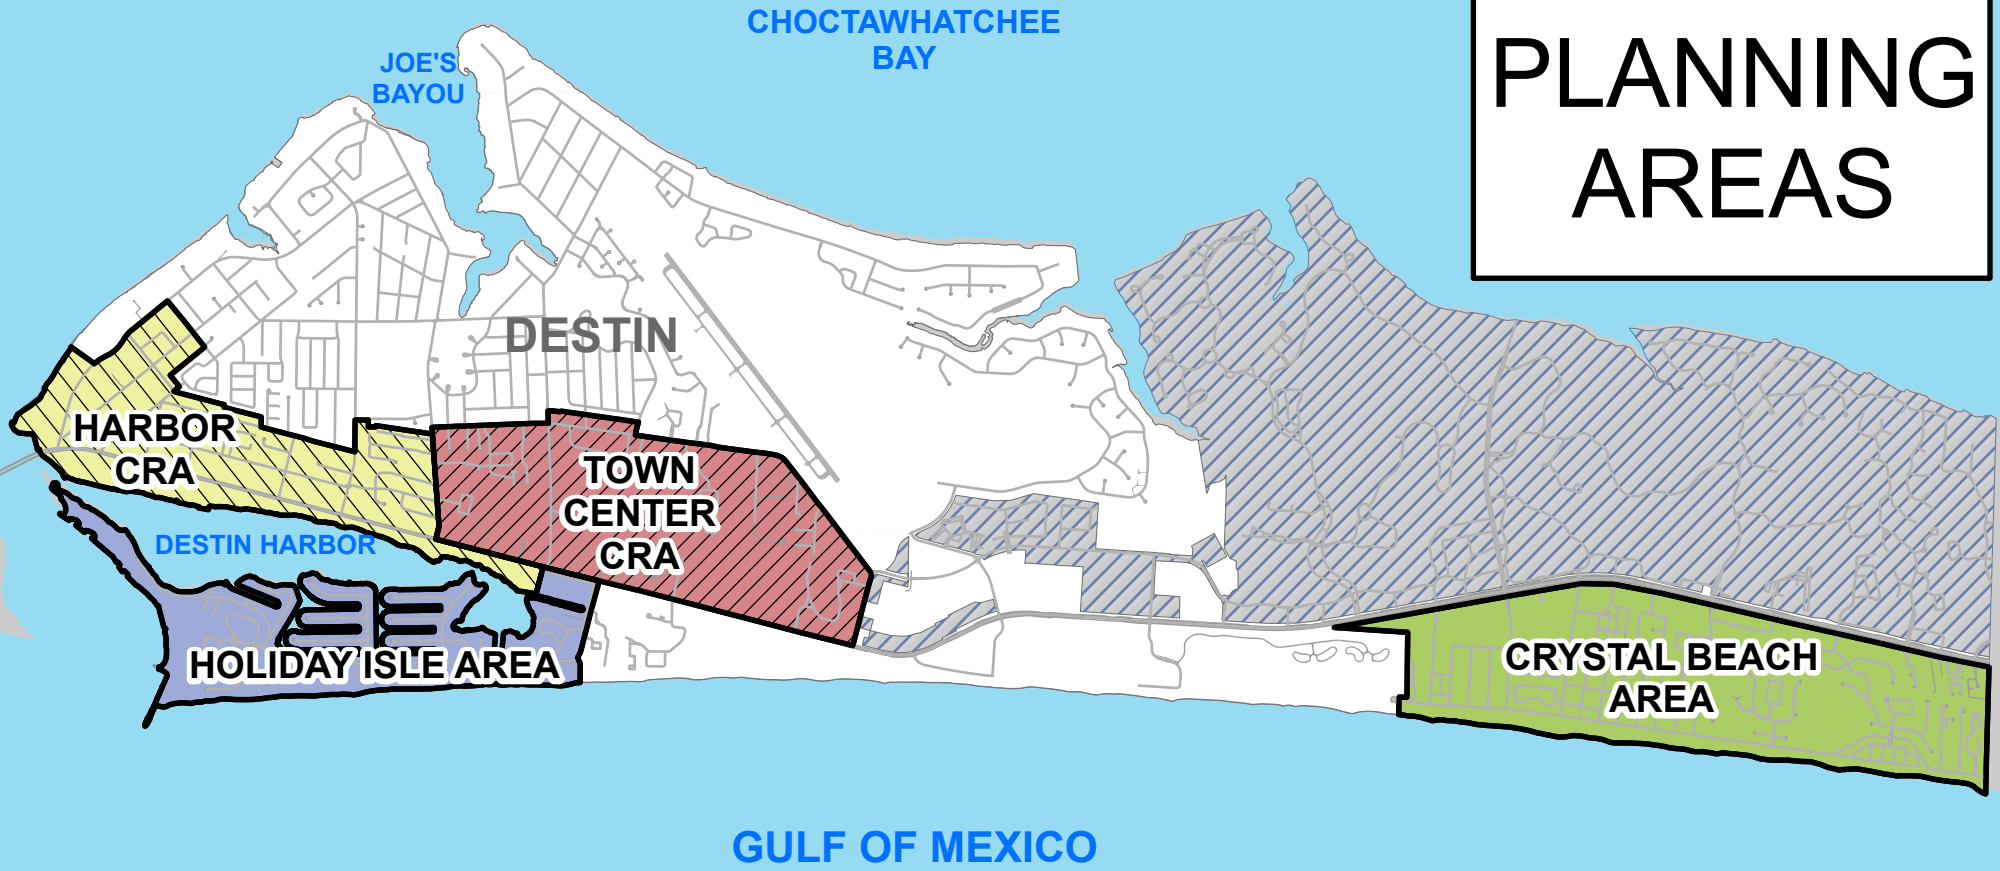 CHOCTAWHATCHEE
BAY
JOE'S
BAYOU
PLANNING
AREAS
DESTIN
HARBOR
CRA
TOWN
CENTER
CRA
DESTIN HARBOR
HOLIDAY ISLE AREA
CRYSTAL BEACH
AREA
GULF OF MEXICO